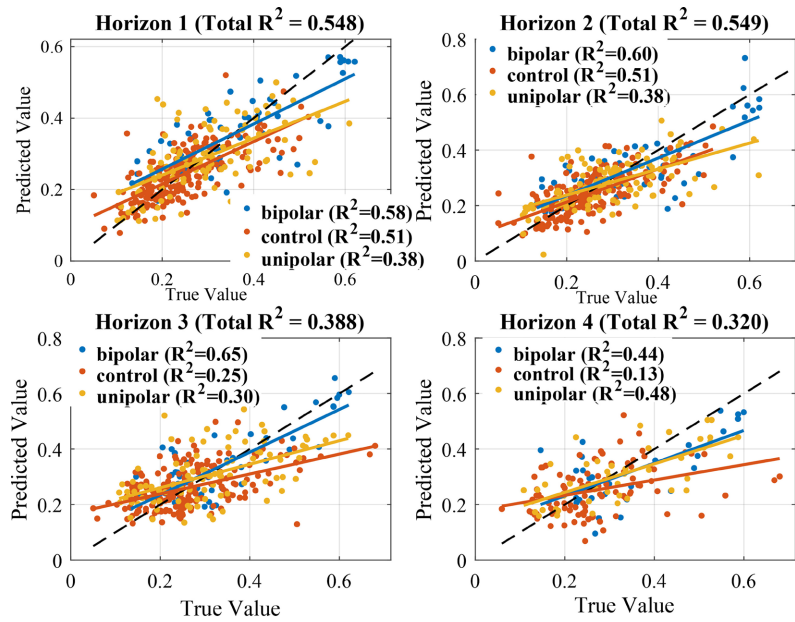 Horizon 1 (Total R² = 0.548)
0.6
0.4
0.2
0
Predicted Value
bipolar (R²=0.58)
control (R²=0.51)
unipolar (R²=0.38)
0 0.2 0.4 0.6
True Value
Horizon 2 (Total R² = 0.549)
0.8
0.6
0.4
0.2
0
Predicted Value
bipolar (R²=0.60)
control (R²=0.51)
unipolar (R²=0.38)
0 0.2 0.4 0.6
True Value
Horizon 3 (Total R² = 0.388)
0.8
0.6
0.4
0.2
0
Predicted Value
bipolar (R²=0.65)
control (R²=0.25)
unipolar (R²=0.30)
0 0.2 0.4 0.6
True Value
Horizon 4 (Total R² = 0.320)
0.8
0.6
0.4
0.2
0
Predicted Value
bipolar (R²=0.44)
control (R²=0.13)
unipolar (R²=0.48)
0 0.2 0.4 0.6
True Value